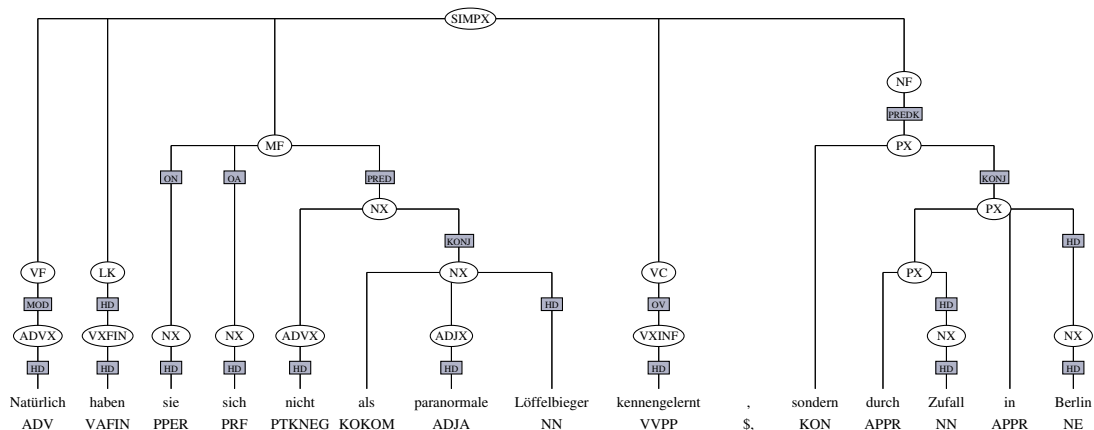 SIMPX
NF
PREDK
MF PX
ON OA PRED KONJ
NX PX
KONJ HD
VF LK NX VC PX
MOD HD HD OV HD
ADVX VXFIN NX NX ADVX ADJX VXINF NX NX
HD HD HD HD HD HD HD HD HD
Natürlich haben sie sich nicht als paranormale Löffelbieger kennengelernt , sondern durch Zufall in Berlin
ADV VAFIN PPER PRF PTKNEG KOKOM ADJA NN VVPP $, KON APPR NN APPR NE